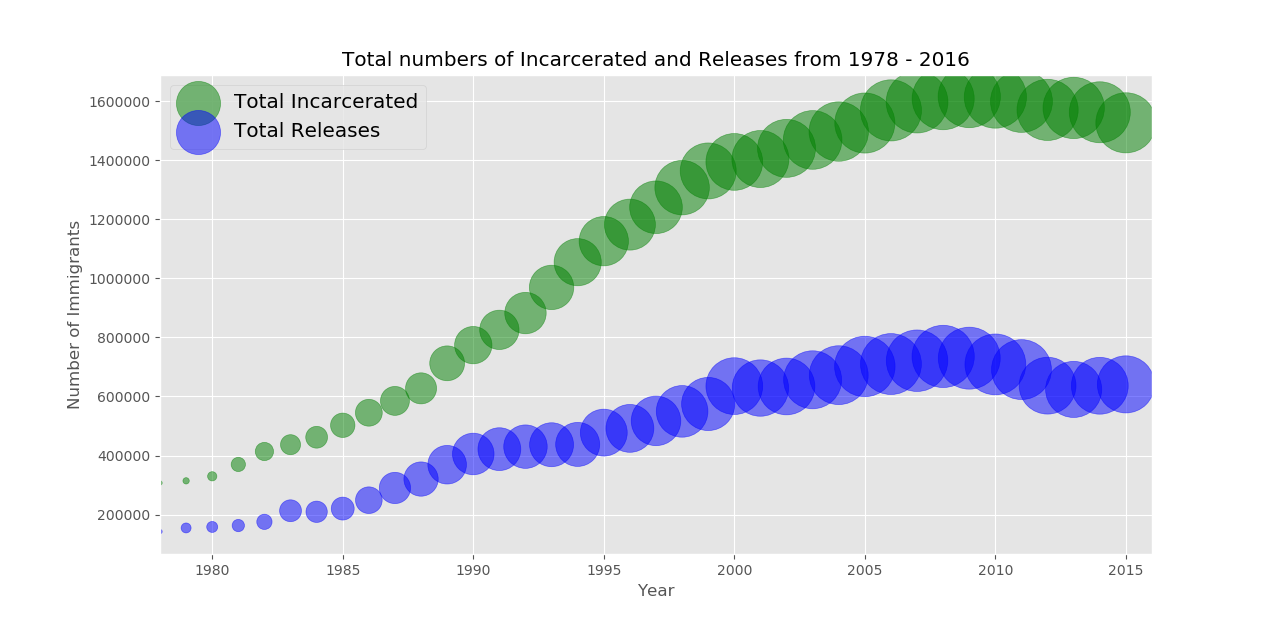 Total numbers of Incarcerated and Releases from 1978 - 2016
Total Incarcerated
Total Releases
Number of Immigrants
1600000
1400000
1200000
1000000
800000
600000
400000
200000
1980 1985 1990 1995 2000 2005 2010 2015
Year